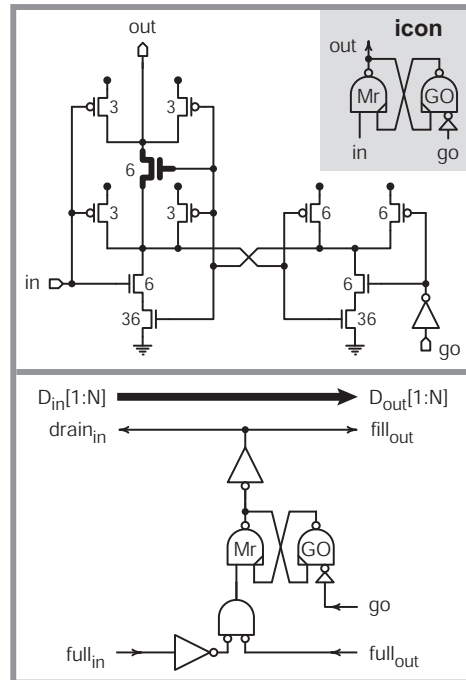 out
icon
out
Mr
GO
in
go
3
3
6
3
3
6
6
in
6
6
36
36
go
D_in[1:N]
D_out[1:N]
drain_in
fill_out
Mr
GO
go
full_in
full_out